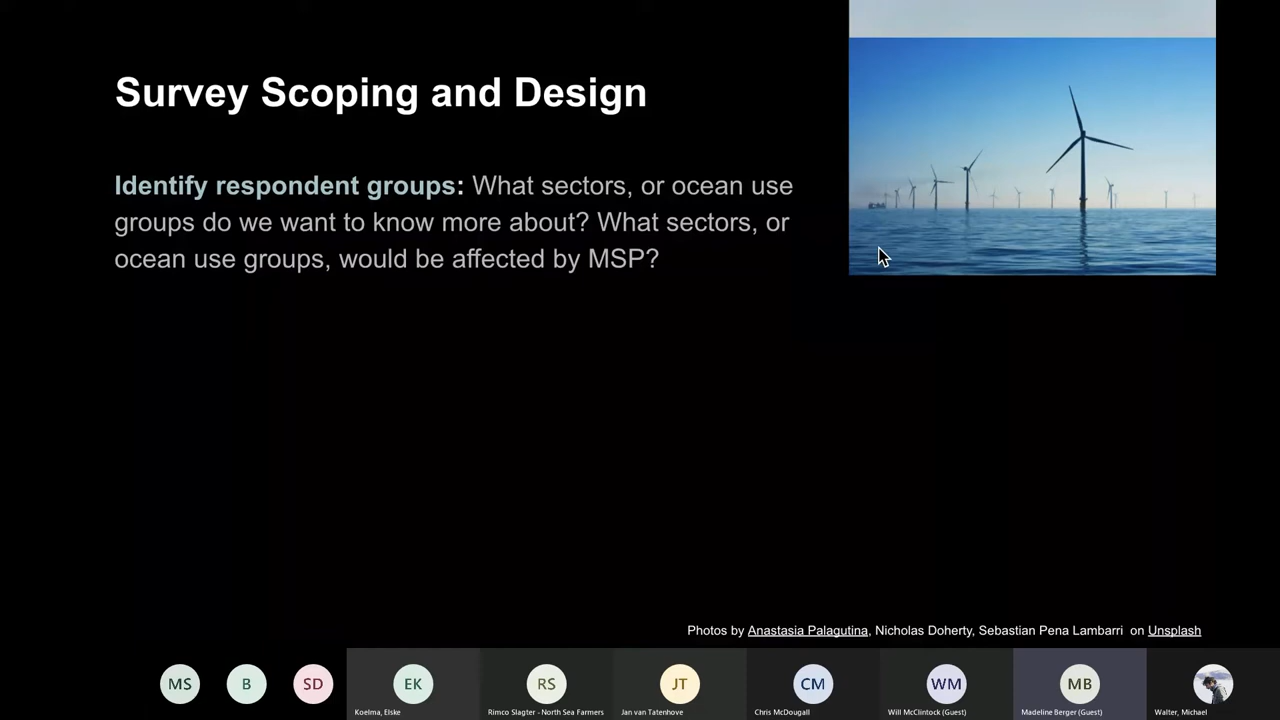 Survey Scoping and Design
Identify respondent groups: What sectors, or ocean use
groups do we want to know more about? What sectors, or
ocean use groups, would be affected by MSP?
Photos by Anastasia Palagutina, Nicholas Doherty, Sebastian Pena Lambarri on Unsplash
MS
B
SD
EK
RS
JT
CM
WM
MB
Koelma, Elske
Rimco Slagter - North Sea Farmers
Jan van Tatenhove
Chris McDougall
Will McClintock (Guest)
Madeline Berger (Guest)
Walter, Michael